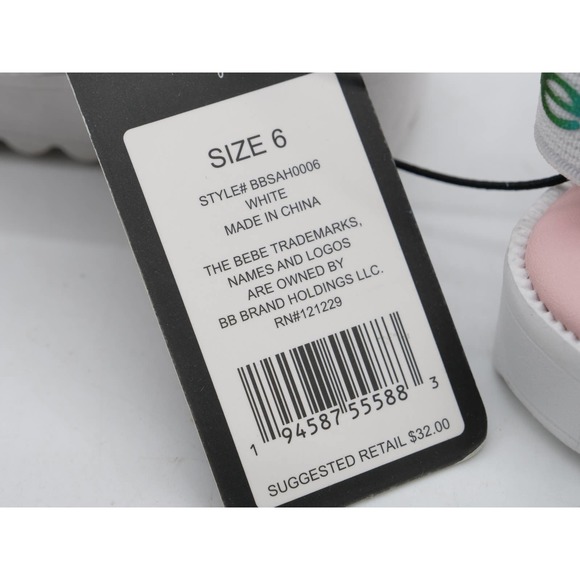 SIZE 6
STYLE# BBSAH0006
WHITE
MADE IN CHINA
THE BEBE TRADEMARKS,
NAMES AND LOGOS
ARE OWNED BY
BB BRAND HOLDINGS LLC.
RN#121229
1 94587 55588 3
SUGGESTED RETAIL $32.00